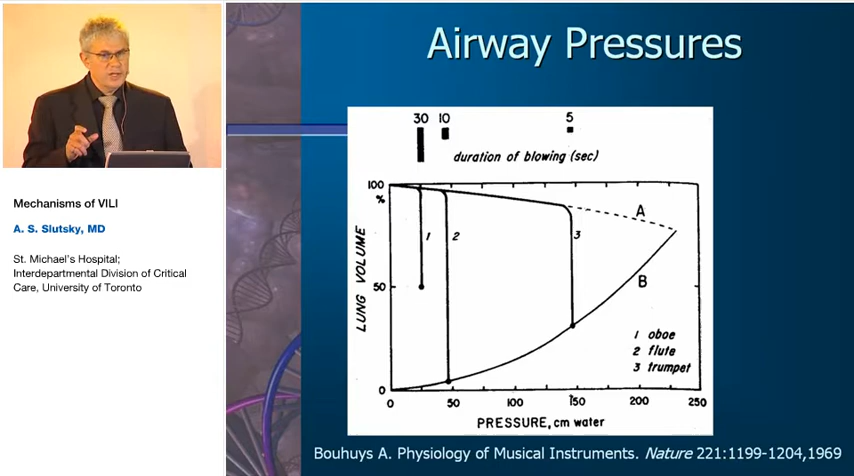 Airway Pressures
30 10 5
duration of blowing (sec)
100
%
A
1 2 3
LUNG VOLUME
50
B
1 oboe
2 flute
3 trumpet
0
0 50 100 150 200 250
PRESSURE, cm water
Bouhuys A. Physiology of Musical Instruments. Nature 221:1199-1204,1969
Mechanisms of VILI
A. S. Slutsky, MD
St. Michael's Hospital;
Interdepartmental Division of Critical
Care, University of Toronto